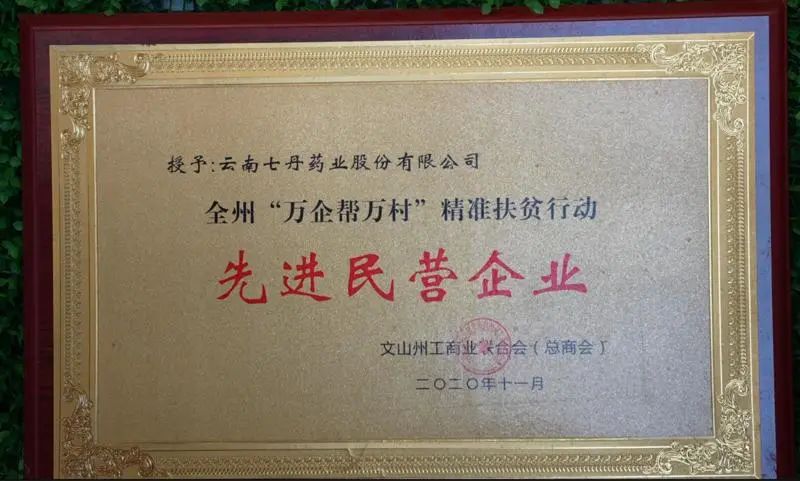 授予:云南七丹药业股份有限公司
全州“万企帮万村”精准扶贫行动
先进民营企业
文山州工商业联合会（总商会）
二〇二〇年十一月